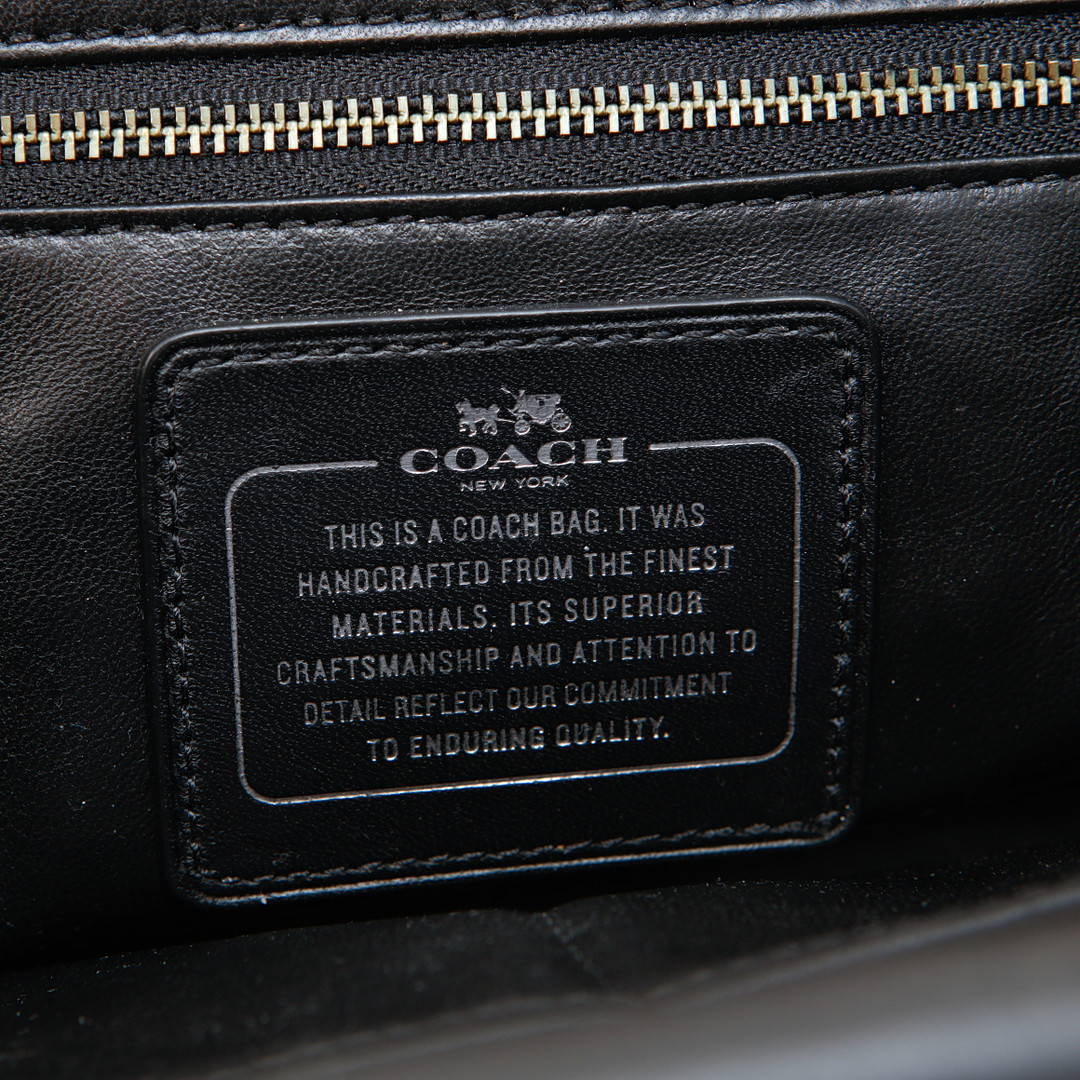 COACH
NEW YORK
THIS IS A COACH BAG. IT WAS
HANDCRAFTED FROM THE FINEST
MATERIALS. ITS SUPERIOR
CRAFTSMANSHIP AND ATTENTION TO
DETAIL REFLECT OUR COMMITMENT
TO ENDURING QUALITY.